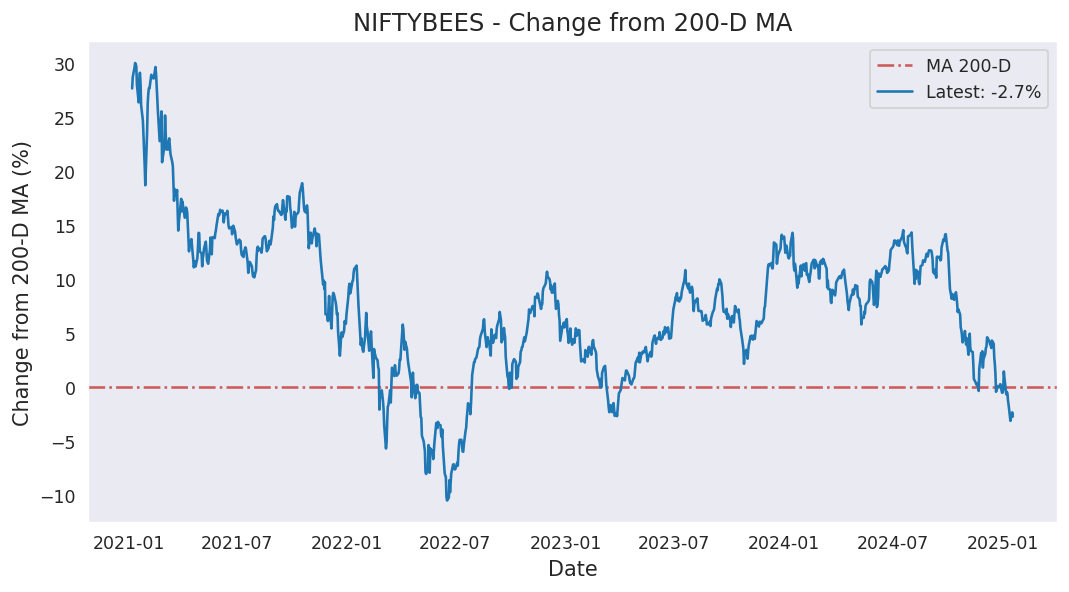 NIFTYBEES - Change from 200-D MA
MA 200-D
Latest: -2.7%
Change from 200-D MA (%)
30
25
20
15
10
5
0
−5
−10
2021-01 2021-07 2022-01 2022-07 2023-01 2023-07 2024-01 2024-07 2025-01
Date